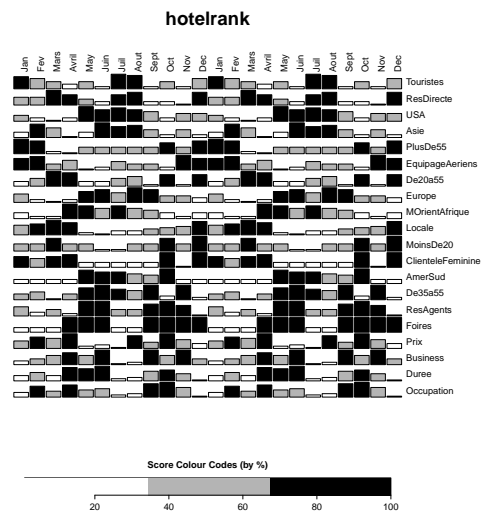 hotelrank
Jan Fev Mars Avril May Juin Juil Aout Sept Oct Nov Dec Jan Fev Mars Avril May Juin Juil Aout Sept Oct Nov Dec
Touristes
ResDirecte
USA
Asie
PlusDe55
EquipageAeriens
De20a55
Europe
MOrientAfrique
Locale
MoinsDe20
ClienteleFeminine
AmerSud
De35a55
ResAgents
Foires
Prix
Business
Duree
Occupation
Score Colour Codes (by %)
20 40 60 80 100